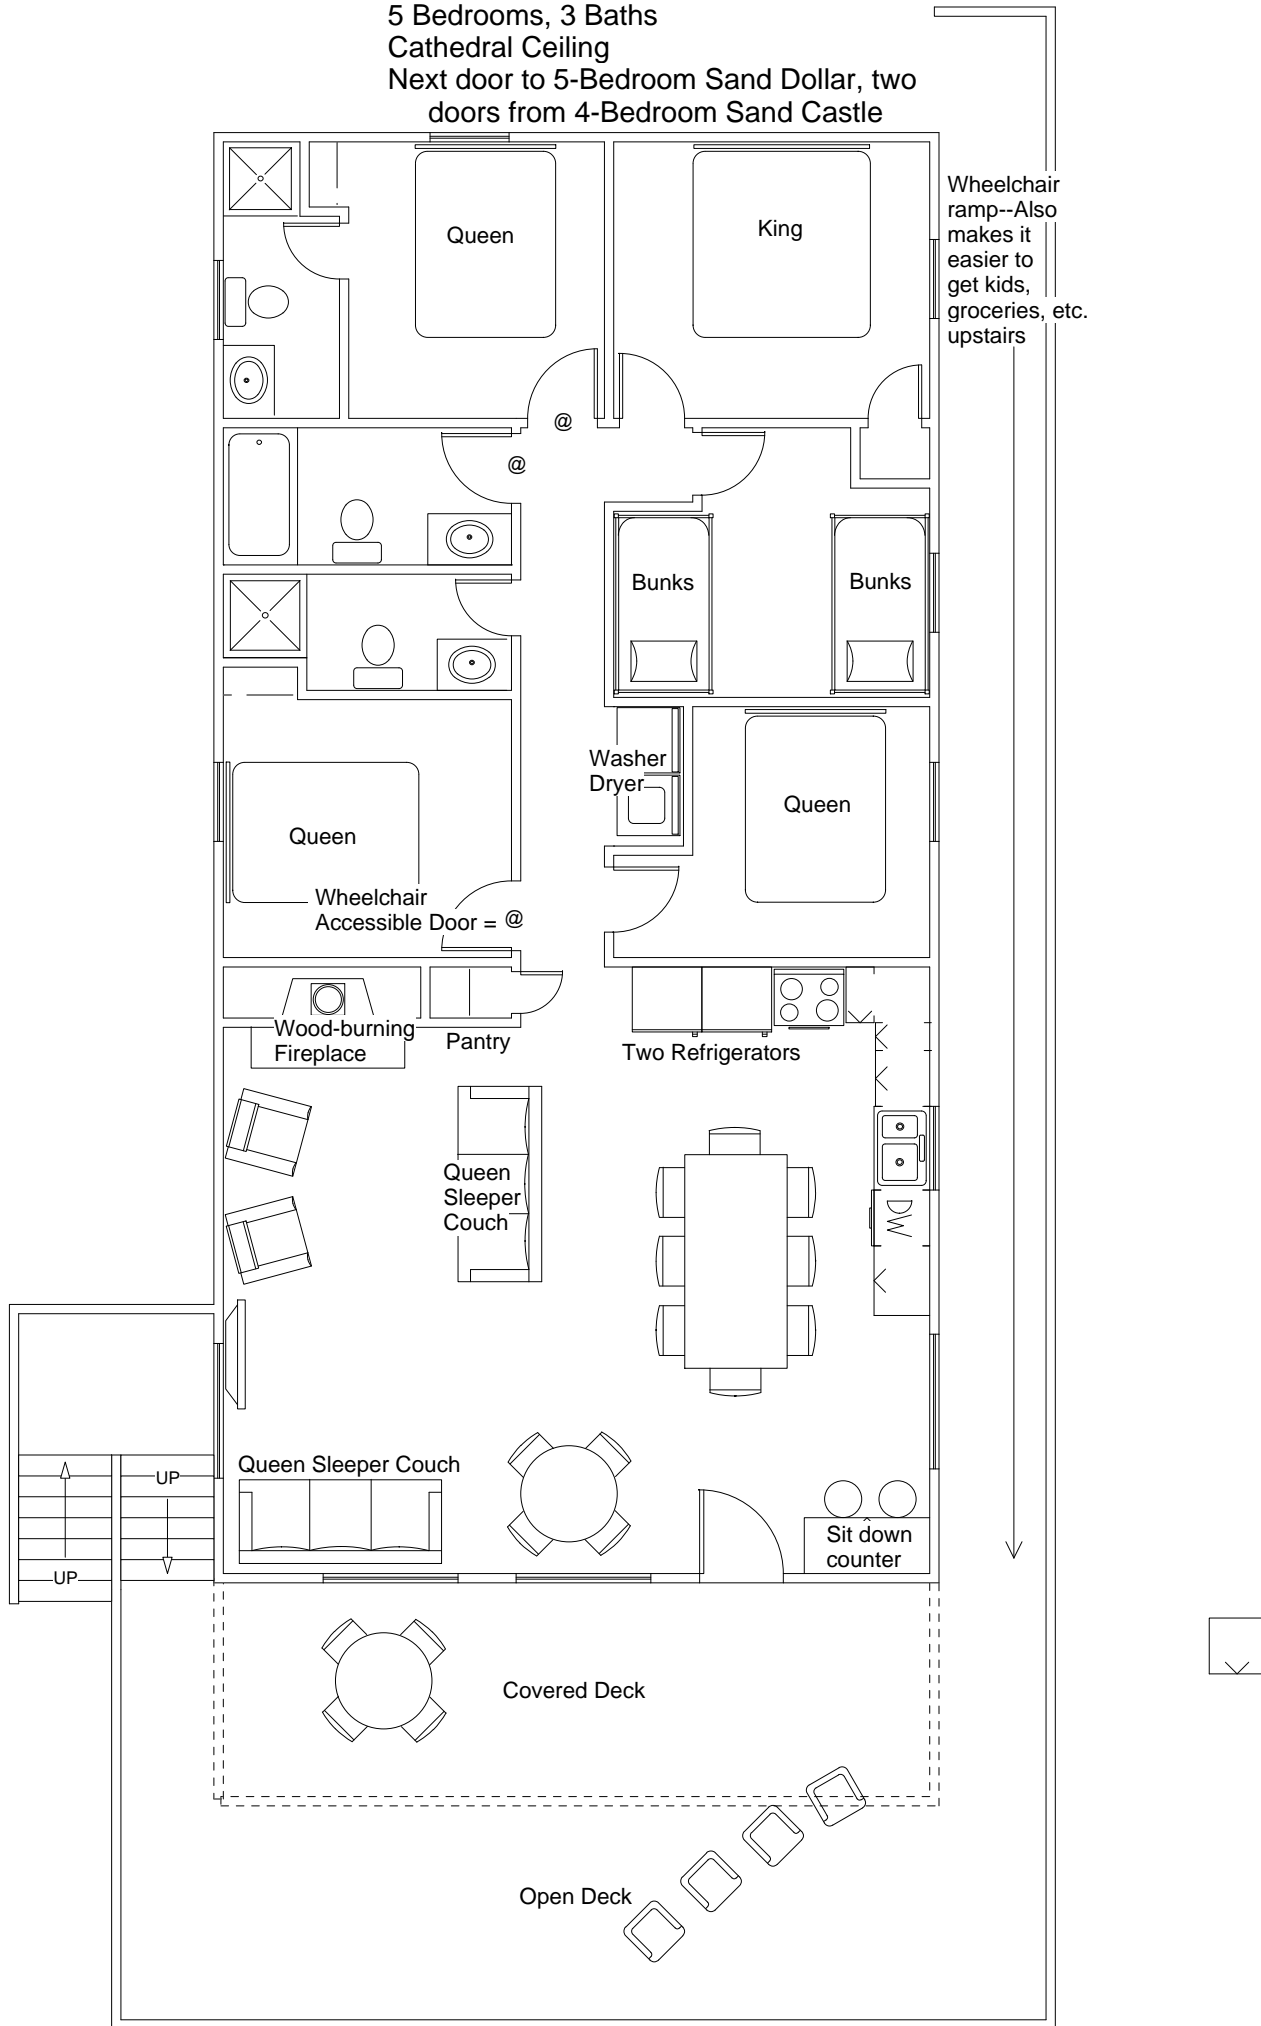 5 Bedrooms, 3 Baths
Cathedral Ceiling
Next door to 5-Bedroom Sand Dollar, two
doors from 4-Bedroom Sand Castle
Wheelchair
ramp--Also
makes it
easier to
get kids,
groceries, etc.
upstairs
Queen
King
@
@
Bunks
Bunks
Washer
Dryer
Queen
Queen
Wheelchair
Accessible Door = @
Wood-burning
Fireplace
Pantry
Two Refrigerators
Queen
Sleeper
Couch
DW
Queen Sleeper Couch
UP
UP
Sit down
counter
Covered Deck
Open Deck